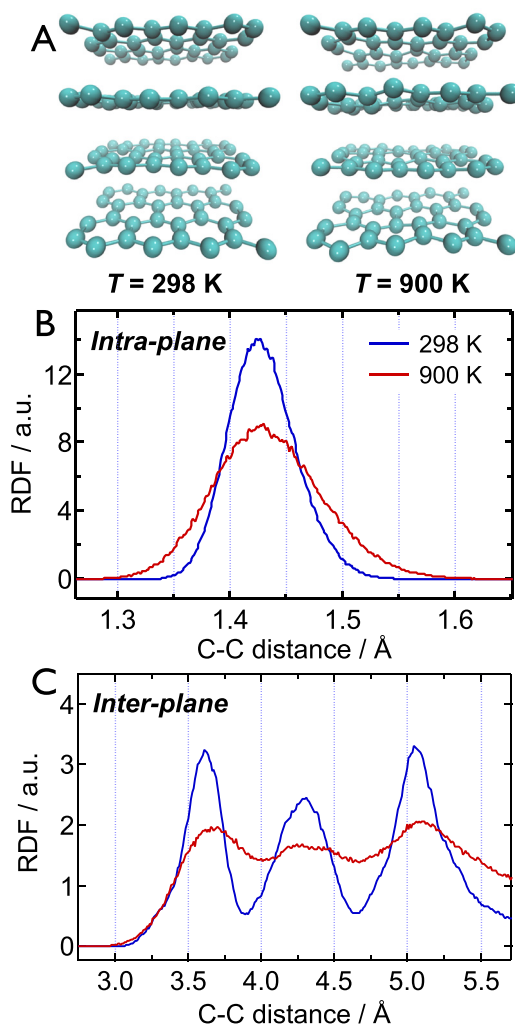 A
T = 298 K
T = 900 K
B
Intra-plane
298 K
900 K
12
8
4
0
RDF / a.u.
1.3
1.4
1.5
1.6
C-C distance / Å
C
Inter-plane
4
3
2
1
0
RDF / a.u.
3.0
3.5
4.0
4.5
5.0
5.5
C-C distance / Å